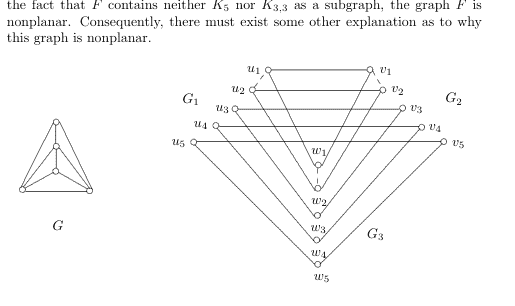 the fact that F contains neither K₅ nor K₃,₃ as a subgraph, the graph F is
nonplanar. Consequently, there must exist some other explanation as to why
this graph is nonplanar.
u₁ v₁
u₂ v₂
G₁ G₂
u₃ v₃
u₄ v₄
u₅ v₅
w₁
w₂
G w₃ G₃
w₄
w₅